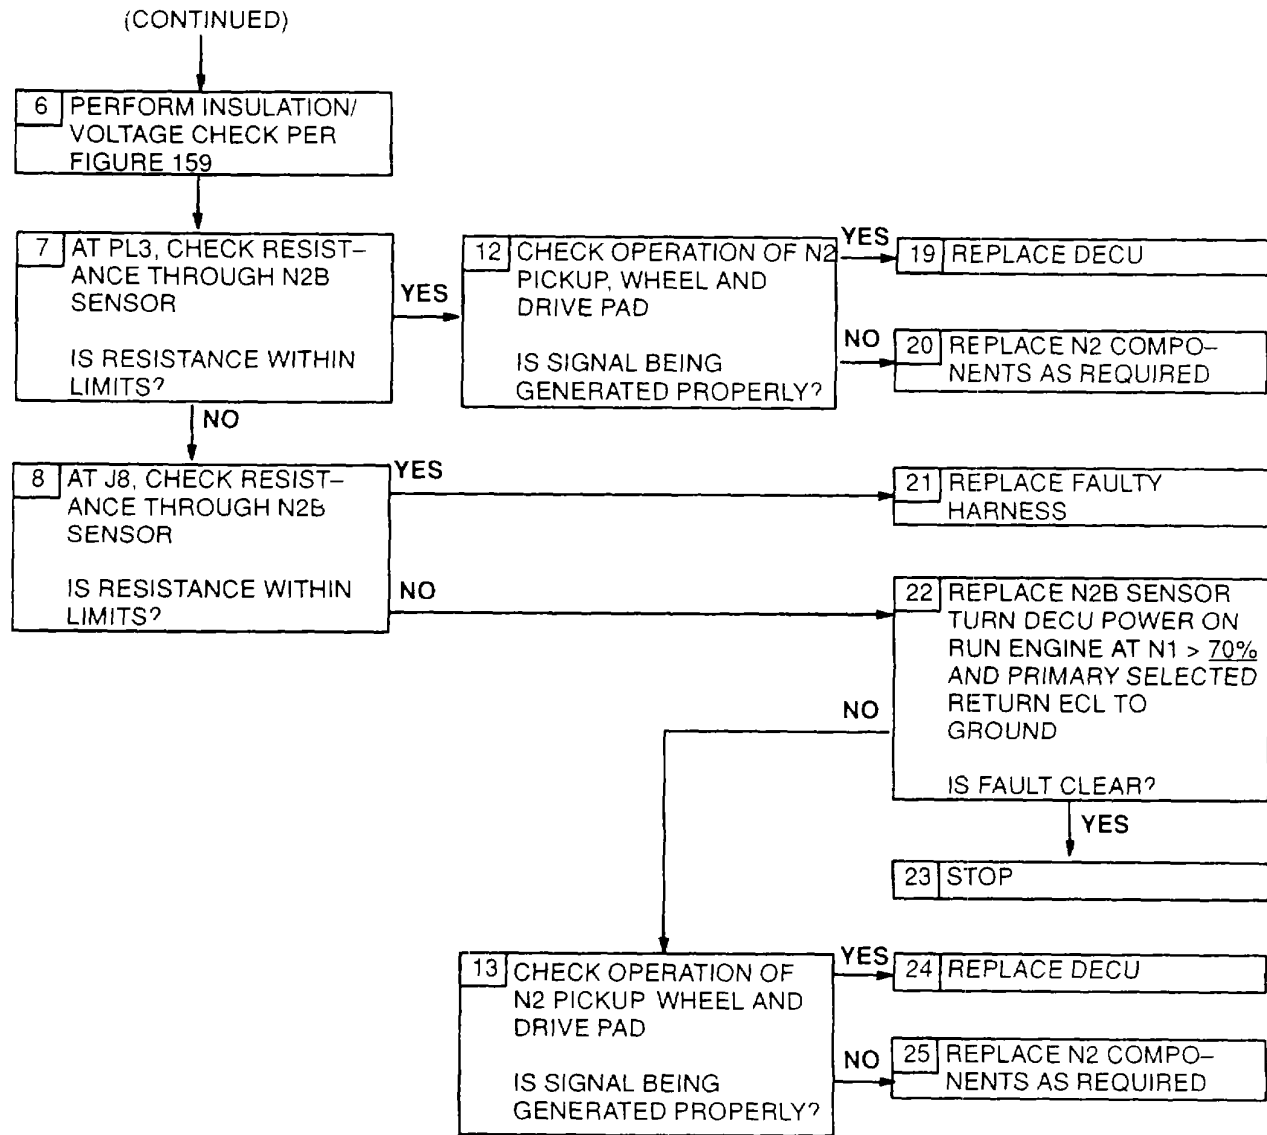 (CONTINUED)
6 PERFORM INSULATION/
VOLTAGE CHECK PER
FIGURE 159
7 AT PL3, CHECK RESIST–
ANCE THROUGH N2B
SENSOR
IS RESISTANCE WITHIN
LIMITS?
YES
NO
12 CHECK OPERATION OF N2
PICKUP, WHEEL AND
DRIVE PAD
IS SIGNAL BEING
GENERATED PROPERLY?
YES
19 REPLACE DECU
NO
20 REPLACE N2 COMPO–
NENTS AS REQUIRED
8 AT J8, CHECK RESIST–
ANCE THROUGH N2B
SENSOR
IS RESISTANCE WITHIN
LIMITS?
YES
21 REPLACE FAULTY
HARNESS
NO
22 REPLACE N2B SENSOR
TURN DECU POWER ON
RUN ENGINE AT N1 > 70%
AND PRIMARY SELECTED
RETURN ECL TO
GROUND
IS FAULT CLEAR?
NO
YES
23 STOP
13 CHECK OPERATION OF
N2 PICKUP WHEEL AND
DRIVE PAD
IS SIGNAL BEING
GENERATED PROPERLY?
YES
24 REPLACE DECU
NO
25 REPLACE N2 COMPO–
NENTS AS REQUIRED